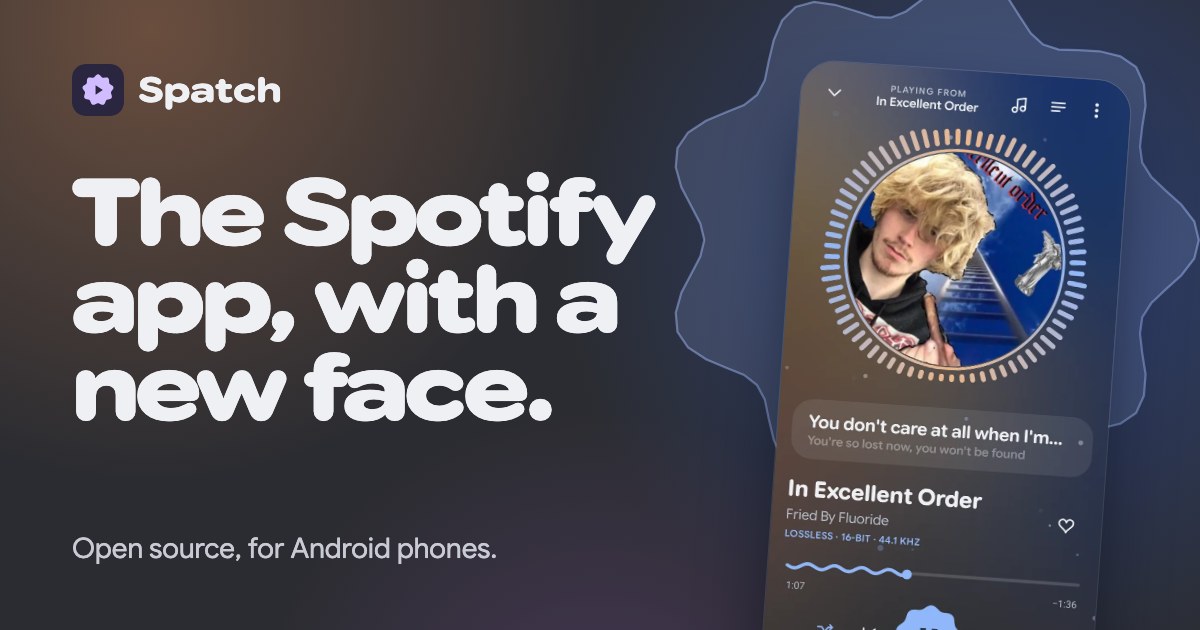 Spatch
The Spotify
app, with a
new face.
Open source, for Android phones.
PLAYING FROM
In Excellent Order
You don't care at all when I'm...
You're so lost now, you won't be found
In Excellent Order
Fried By Fluoride
LOSSLESS · 16-BIT · 44.1 KHZ
1:07
−1:36